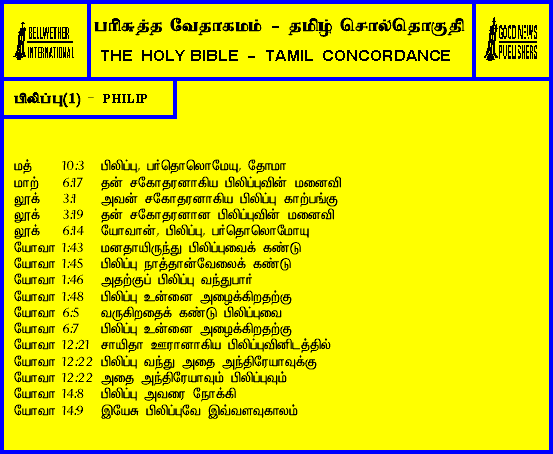 BELLWETHER
INTERNATIONAL
பரிசுத்த வேதாகமம் - தமிழ் சொல்தொகுதி
THE HOLY BIBLE - TAMIL CONCORDANCE
GOOD NEWS
PUBLISHERS
பிலிப்பு(1) - PHILIP
மத் 10:3 பிலிப்பு, பர்தொலொமேயு, தோமா
மாற் 6:17 தன் சகோதரனாகிய பிலிப்புவின் மனைவி
லூக் 3:1 அவன் சகோதரனாகிய பிலிப்பு காற்பங்கு
லூக் 3:19 தன் சகோதரனான பிலிப்புவின் மனைவி
லூக் 6:14 யோவான், பிலிப்பு, பர்தொலொமேயு
யோவா 1:43 மனதாயிருந்து பிலிப்புவைக் கண்டு
யோவா 1:45 பிலிப்பு நாத்தான்வேலைக் கண்டு
யோவா 1:46 அதற்குப் பிலிப்பு வந்துபார்
யோவா 1:48 பிலிப்பு உன்னை அழைக்கிறதற்கு
யோவா 6:5 வருகிறதைக் கண்டு பிலிப்புவை
யோவா 6:7 பிலிப்பு உன்னை அழைக்கிறதற்கு
யோவா 12:21 சாயிதா ஊரானாகிய பிலிப்புவினிடத்தில்
யோவா 12:22 பிலிப்பு வந்து அதை அந்திரேயாவுக்கு
யோவா 12:22 அதை அந்திரேயாவும் பிலிப்புவும்
யோவா 14:8 பிலிப்பு அவரை நோக்கி
யோவா 14:9 இயேசு பிலிப்புவே இவ்வளவுகாலம்